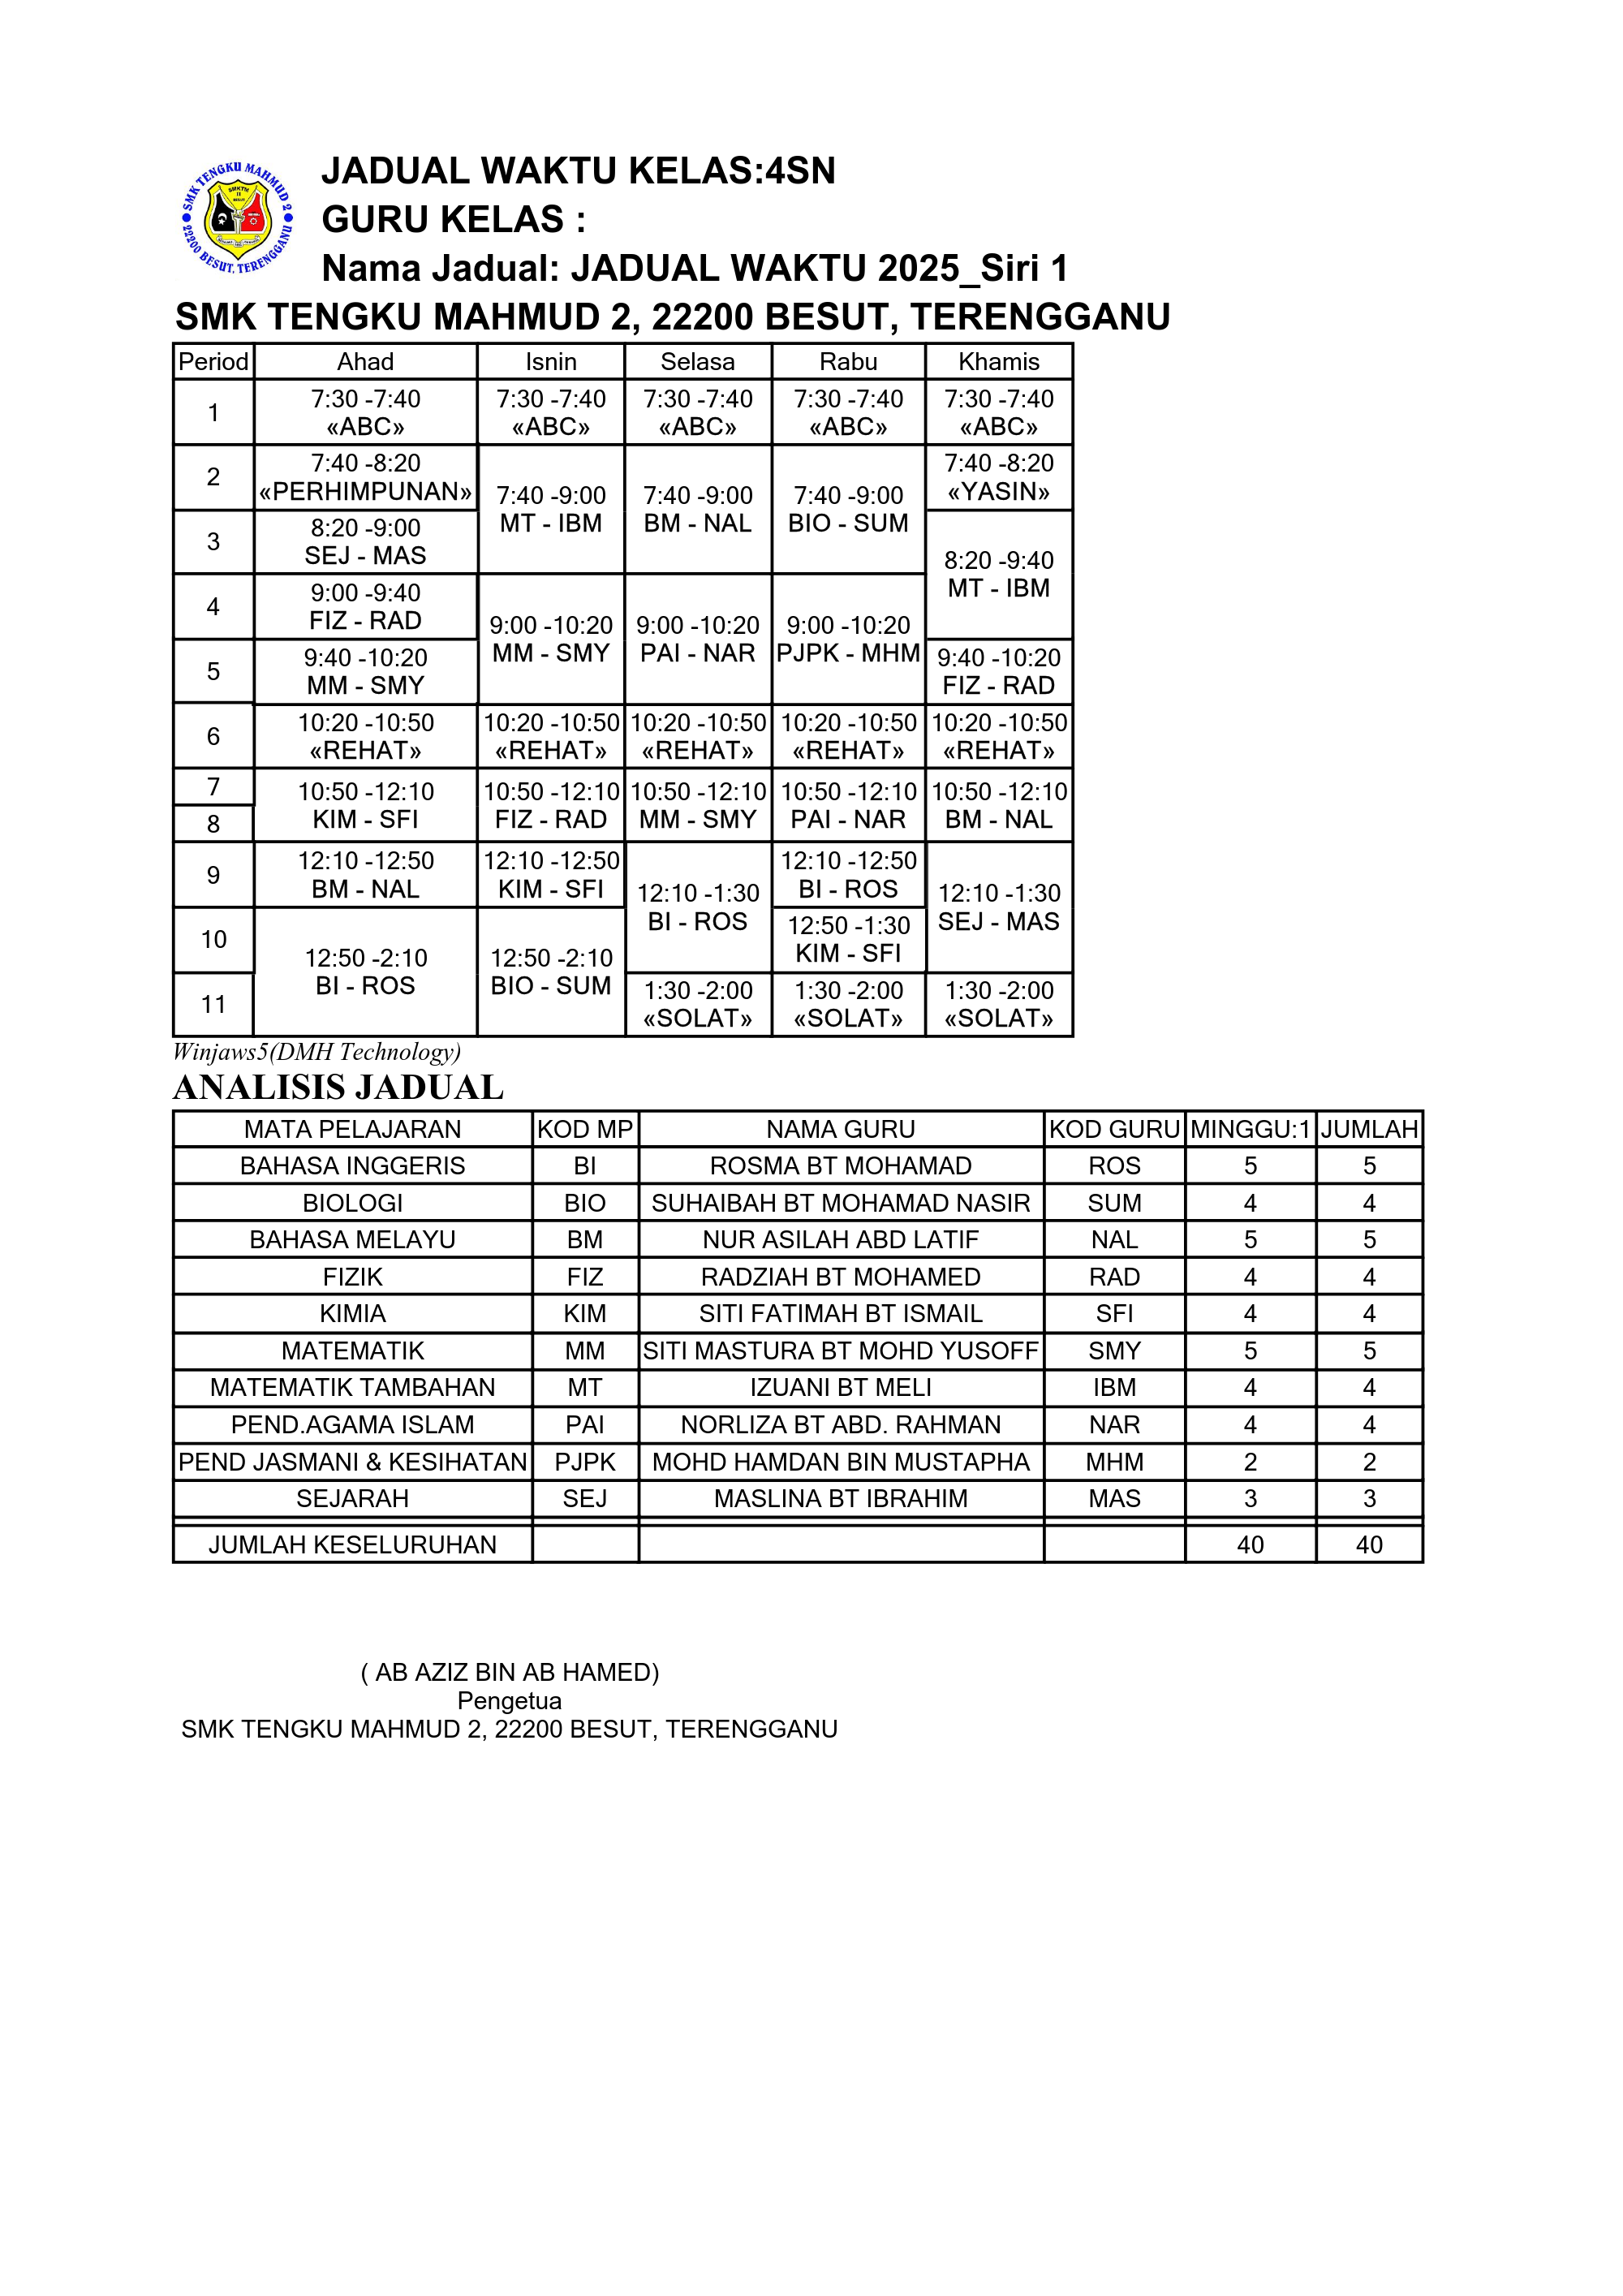 SMK TENGKU MAHMUD 2
22200 BESUT, TERENGGANU
JADUAL WAKTU KELAS:4SN
GURU KELAS :
Nama Jadual: JADUAL WAKTU 2025_Siri 1
SMK TENGKU MAHMUD 2, 22200 BESUT, TERENGGANU
Period Ahad Isnin Selasa Rabu Khamis
1 7:30 -7:40 «ABC» 7:30 -7:40 «ABC» 7:30 -7:40 «ABC» 7:30 -7:40 «ABC» 7:30 -7:40 «ABC»
2 7:40 -8:20 «PERHIMPUNAN» 7:40 -9:00 MT - IBM 7:40 -9:00 BM - NAL 7:40 -9:00 BIO - SUM 7:40 -8:20 «YASIN»
3 8:20 -9:00 SEJ - MAS 8:20 -9:40 MT - IBM
4 9:00 -9:40 FIZ - RAD 9:00 -10:20 MM - SMY 9:00 -10:20 PAI - NAR 9:00 -10:20 PJPK - MHM
5 9:40 -10:20 MM - SMY 9:40 -10:20 FIZ - RAD
6 10:20 -10:50 «REHAT» 10:20 -10:50 «REHAT» 10:20 -10:50 «REHAT» 10:20 -10:50 «REHAT» 10:20 -10:50 «REHAT»
7 10:50 -12:10 KIM - SFI 10:50 -12:10 FIZ - RAD 10:50 -12:10 MM - SMY 10:50 -12:10 PAI - NAR 10:50 -12:10 BM - NAL
8
9 12:10 -12:50 BM - NAL 12:10 -12:50 KIM - SFI 12:10 -1:30 BI - ROS 12:10 -12:50 BI - ROS 12:10 -1:30 SEJ - MAS
10 12:50 -2:10 BI - ROS 12:50 -2:10 BIO - SUM 12:50 -1:30 KIM - SFI
11 1:30 -2:00 «SOLAT» 1:30 -2:00 «SOLAT» 1:30 -2:00 «SOLAT»
Winjaws5(DMH Technology)
ANALISIS JADUAL
MATA PELAJARAN KOD MP NAMA GURU KOD GURU MINGGU:1 JUMLAH
BAHASA INGGERIS BI ROSMA BT MOHAMAD ROS 5 5
BIOLOGI BIO SUHAIBAH BT MOHAMAD NASIR SUM 4 4
BAHASA MELAYU BM NUR ASILAH ABD LATIF NAL 5 5
FIZIK FIZ RADZIAH BT MOHAMED RAD 4 4
KIMIA KIM SITI FATIMAH BT ISMAIL SFI 4 4
MATEMATIK MM SITI MASTURA BT MOHD YUSOFF SMY 5 5
MATEMATIK TAMBAHAN MT IZUANI BT MELI IBM 4 4
PEND.AGAMA ISLAM PAI NORLIZA BT ABD. RAHMAN NAR 4 4
PEND JASMANI & KESIHATAN PJPK MOHD HAMDAN BIN MUSTAPHA MHM 2 2
SEJARAH SEJ MASLINA BT IBRAHIM MAS 3 3
JUMLAH KESELURUHAN 40 40
( AB AZIZ BIN AB HAMED)
Pengetua
SMK TENGKU MAHMUD 2, 22200 BESUT, TERENGGANU